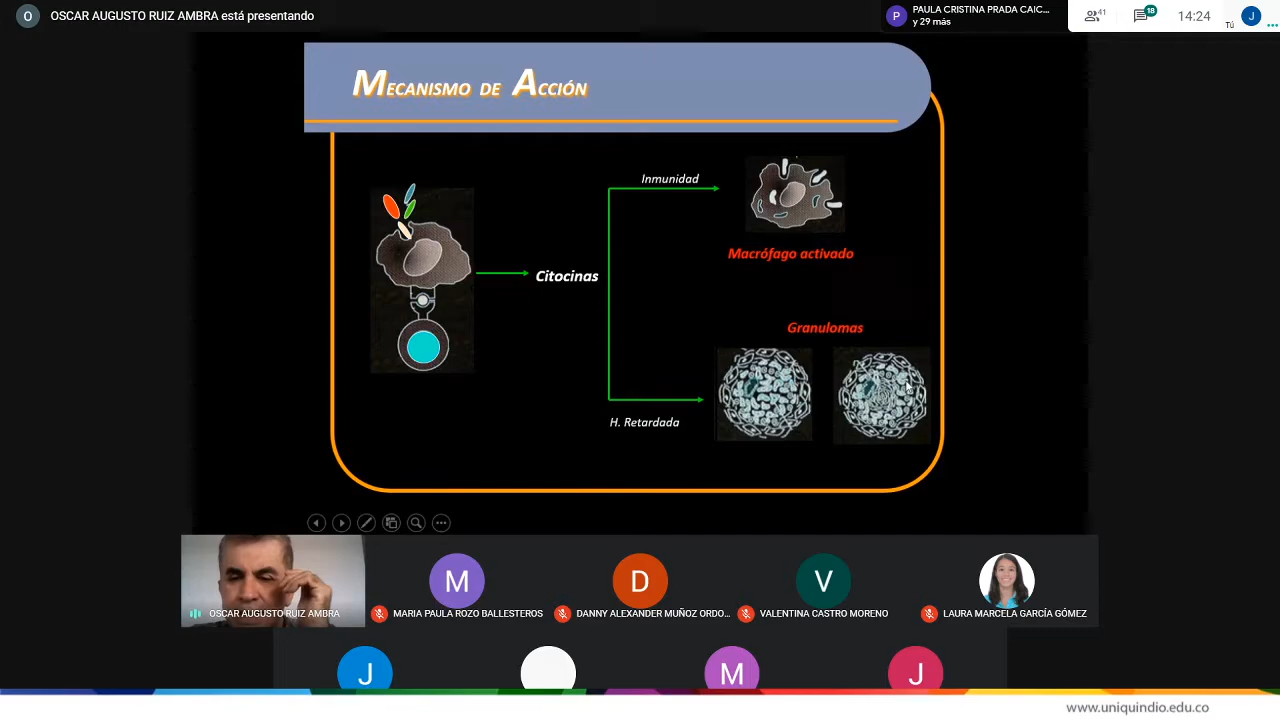 O OSCAR AUGUSTO RUIZ AMBRA está presentando
P PAULA CRISTINA PRADA CAIC...
y 29 más
41
18
14:24
Tú
J
MECANISMO DE ACCIÓN
Inmunidad
Macrófago activado
Citocinas
Granulomas
H. Retardada
M
D
V
OSCAR AUGUSTO RUIZ AMBRA
MARIA PAULA ROZO BALLESTEROS
DANNY ALEXANDER MUÑOZ ORDO...
VALENTINA CASTRO MORENO
LAURA MARCELA GARCÍA GÓMEZ
J
M
J
www.uniquindio.edu.co